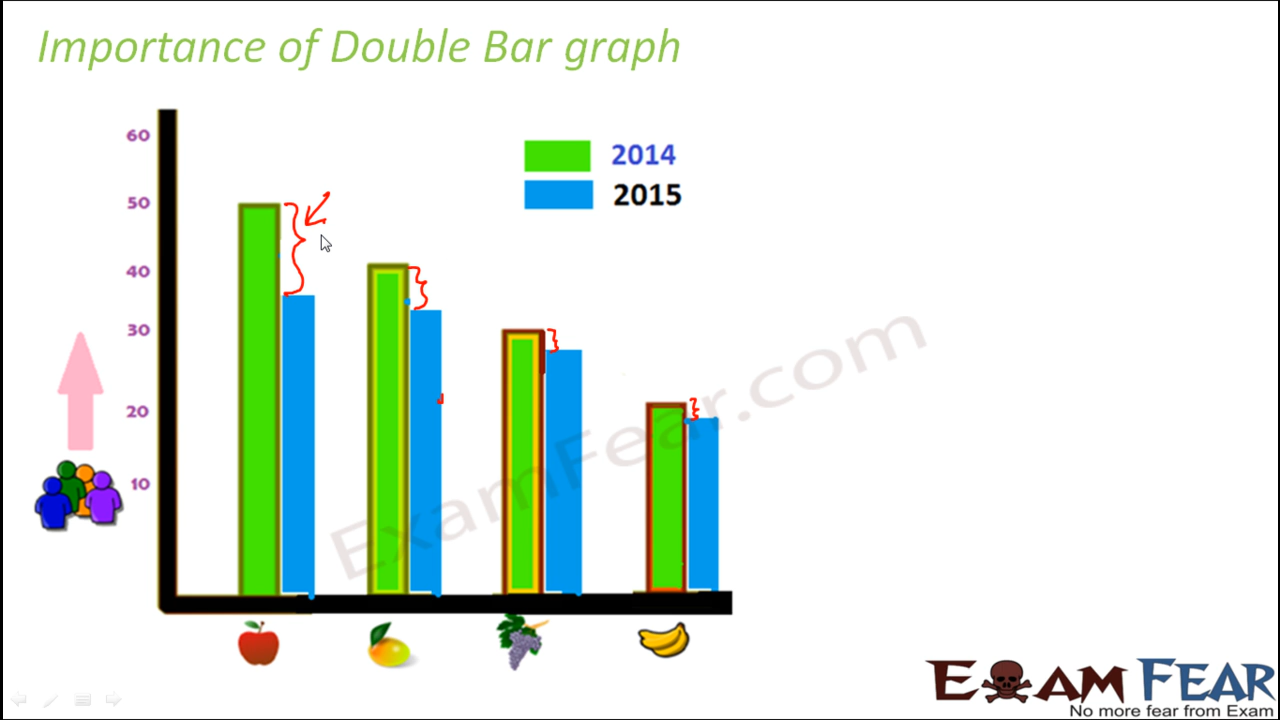 Importance of Double Bar graph
60
50
40
30
20
10
2014
2015
ExamFear.com
EXAM FEAR
No more fear from Exam